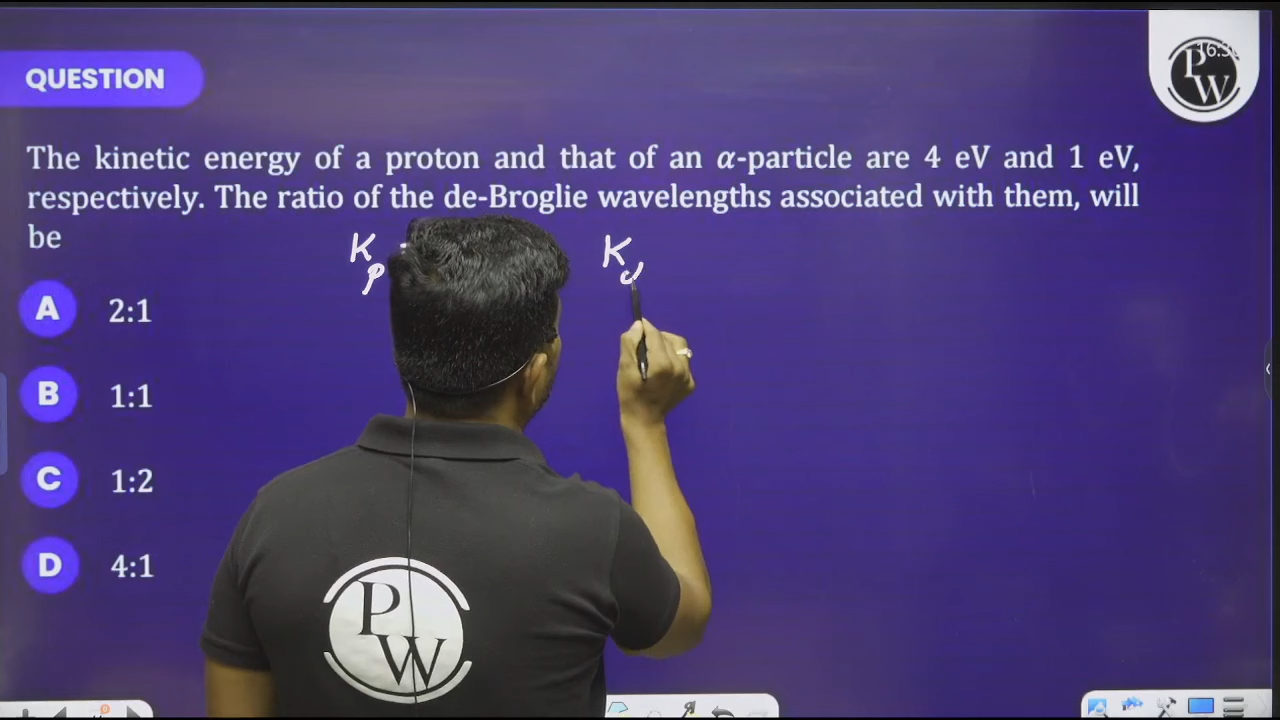 QUESTION
The kinetic energy of a proton and that of an α-particle are 4 eV and 1 eV,
respectively. The ratio of the de-Broglie wavelengths associated with them, will
be
K_p
K
A 2:1
B 1:1
C 1:2
D 4:1
P
W
P
W